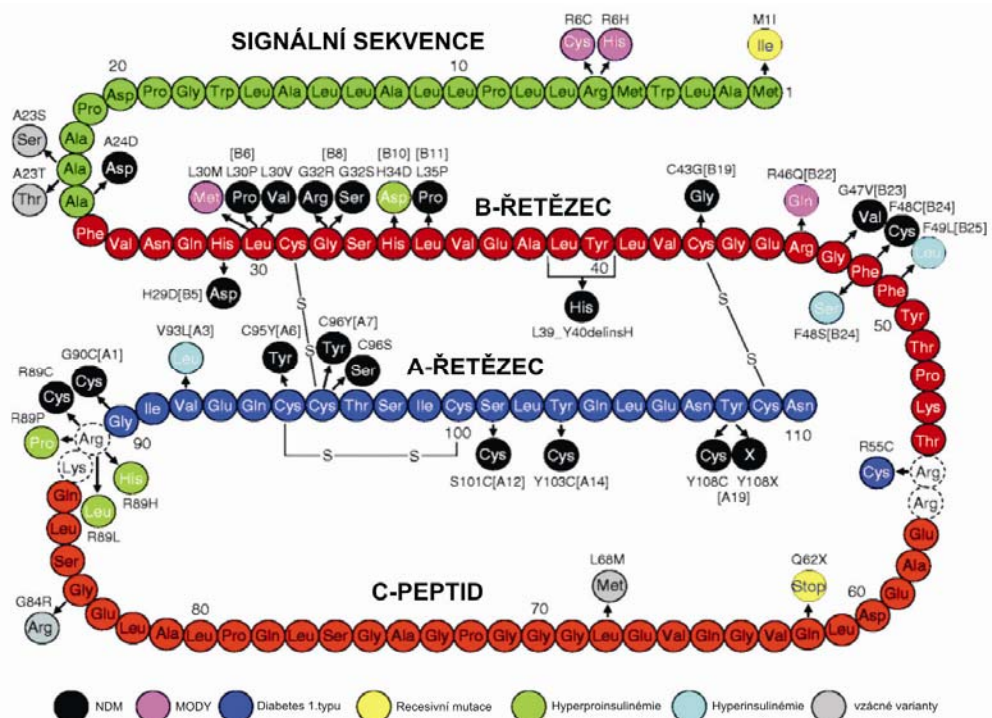 SIGNÁLNÍ SEKVENCE
R6C R6H M1I
Cys His Ile
20 10
Pro Asp Pro Gly Trp Leu Ala Leu Leu Ala Leu Leu Pro Leu Leu Arg Met Trp Leu Ala Met 1
A23S
Ser
Ala
A24D
Ala
Asp
A23T
Thr
Ala
[B6] [B8] [B10] [B11]
L30M L30P L30V G32R G32S H34D L35P
Met Pro Val Arg Ser Asp Pro
C43G[B19]
Gly
R46Q[B22]
Gln
G47V[B23]
Val
F48C[B24]
Cys
F49L[B25]
Leu
B-ŘETĚZEC
Phe Val Asn Gln His Leu Cys Gly Ser His Leu Val Glu Ala Leu Tyr Leu Val Cys Gly Glu Arg Gly Phe Phe Tyr Thr Pro Lys Thr Arg Arg
30 40 50
H29D[B5]
Asp
His
L39_Y40delinsH
Ser
F48S[B24]
S
S
S
S
V93L[A3]
Leu
C95Y[A6]
Tyr
C96Y[A7]
Tyr
C96S
Ser
A-ŘETĚZEC
G90C[A1]
Cys
R89C
Cys
R89P
Pro
Arg
Lys
His
R89H
Leu
R89L
Gly Ile Val Glu Gln Cys Cys Thr Ser Ile Cys Ser Leu Tyr Gln Leu Glu Asn Tyr Cys Asn
90 100 110
S S
Cys
S101C[A12]
Cys
Y103C[A14]
Cys X
Y108C Y108X
[A19]
R55C
Cys
C-PEPTID
G84R
Arg
L68M
Met
Q62X
Stop
80 70 60
Gln Leu Ser Gly Glu Leu Ala Leu Pro Gln Leu Ser Gly Ala Gly Pro Gly Gly Gly Leu Glu Val Gln Gly Val Gln Leu Asp Glu Ala Glu
NDM MODY Diabetes 1.typu Recesivní mutace Hyperproinsulinémie Hyperinsulinémie vzácné varianty